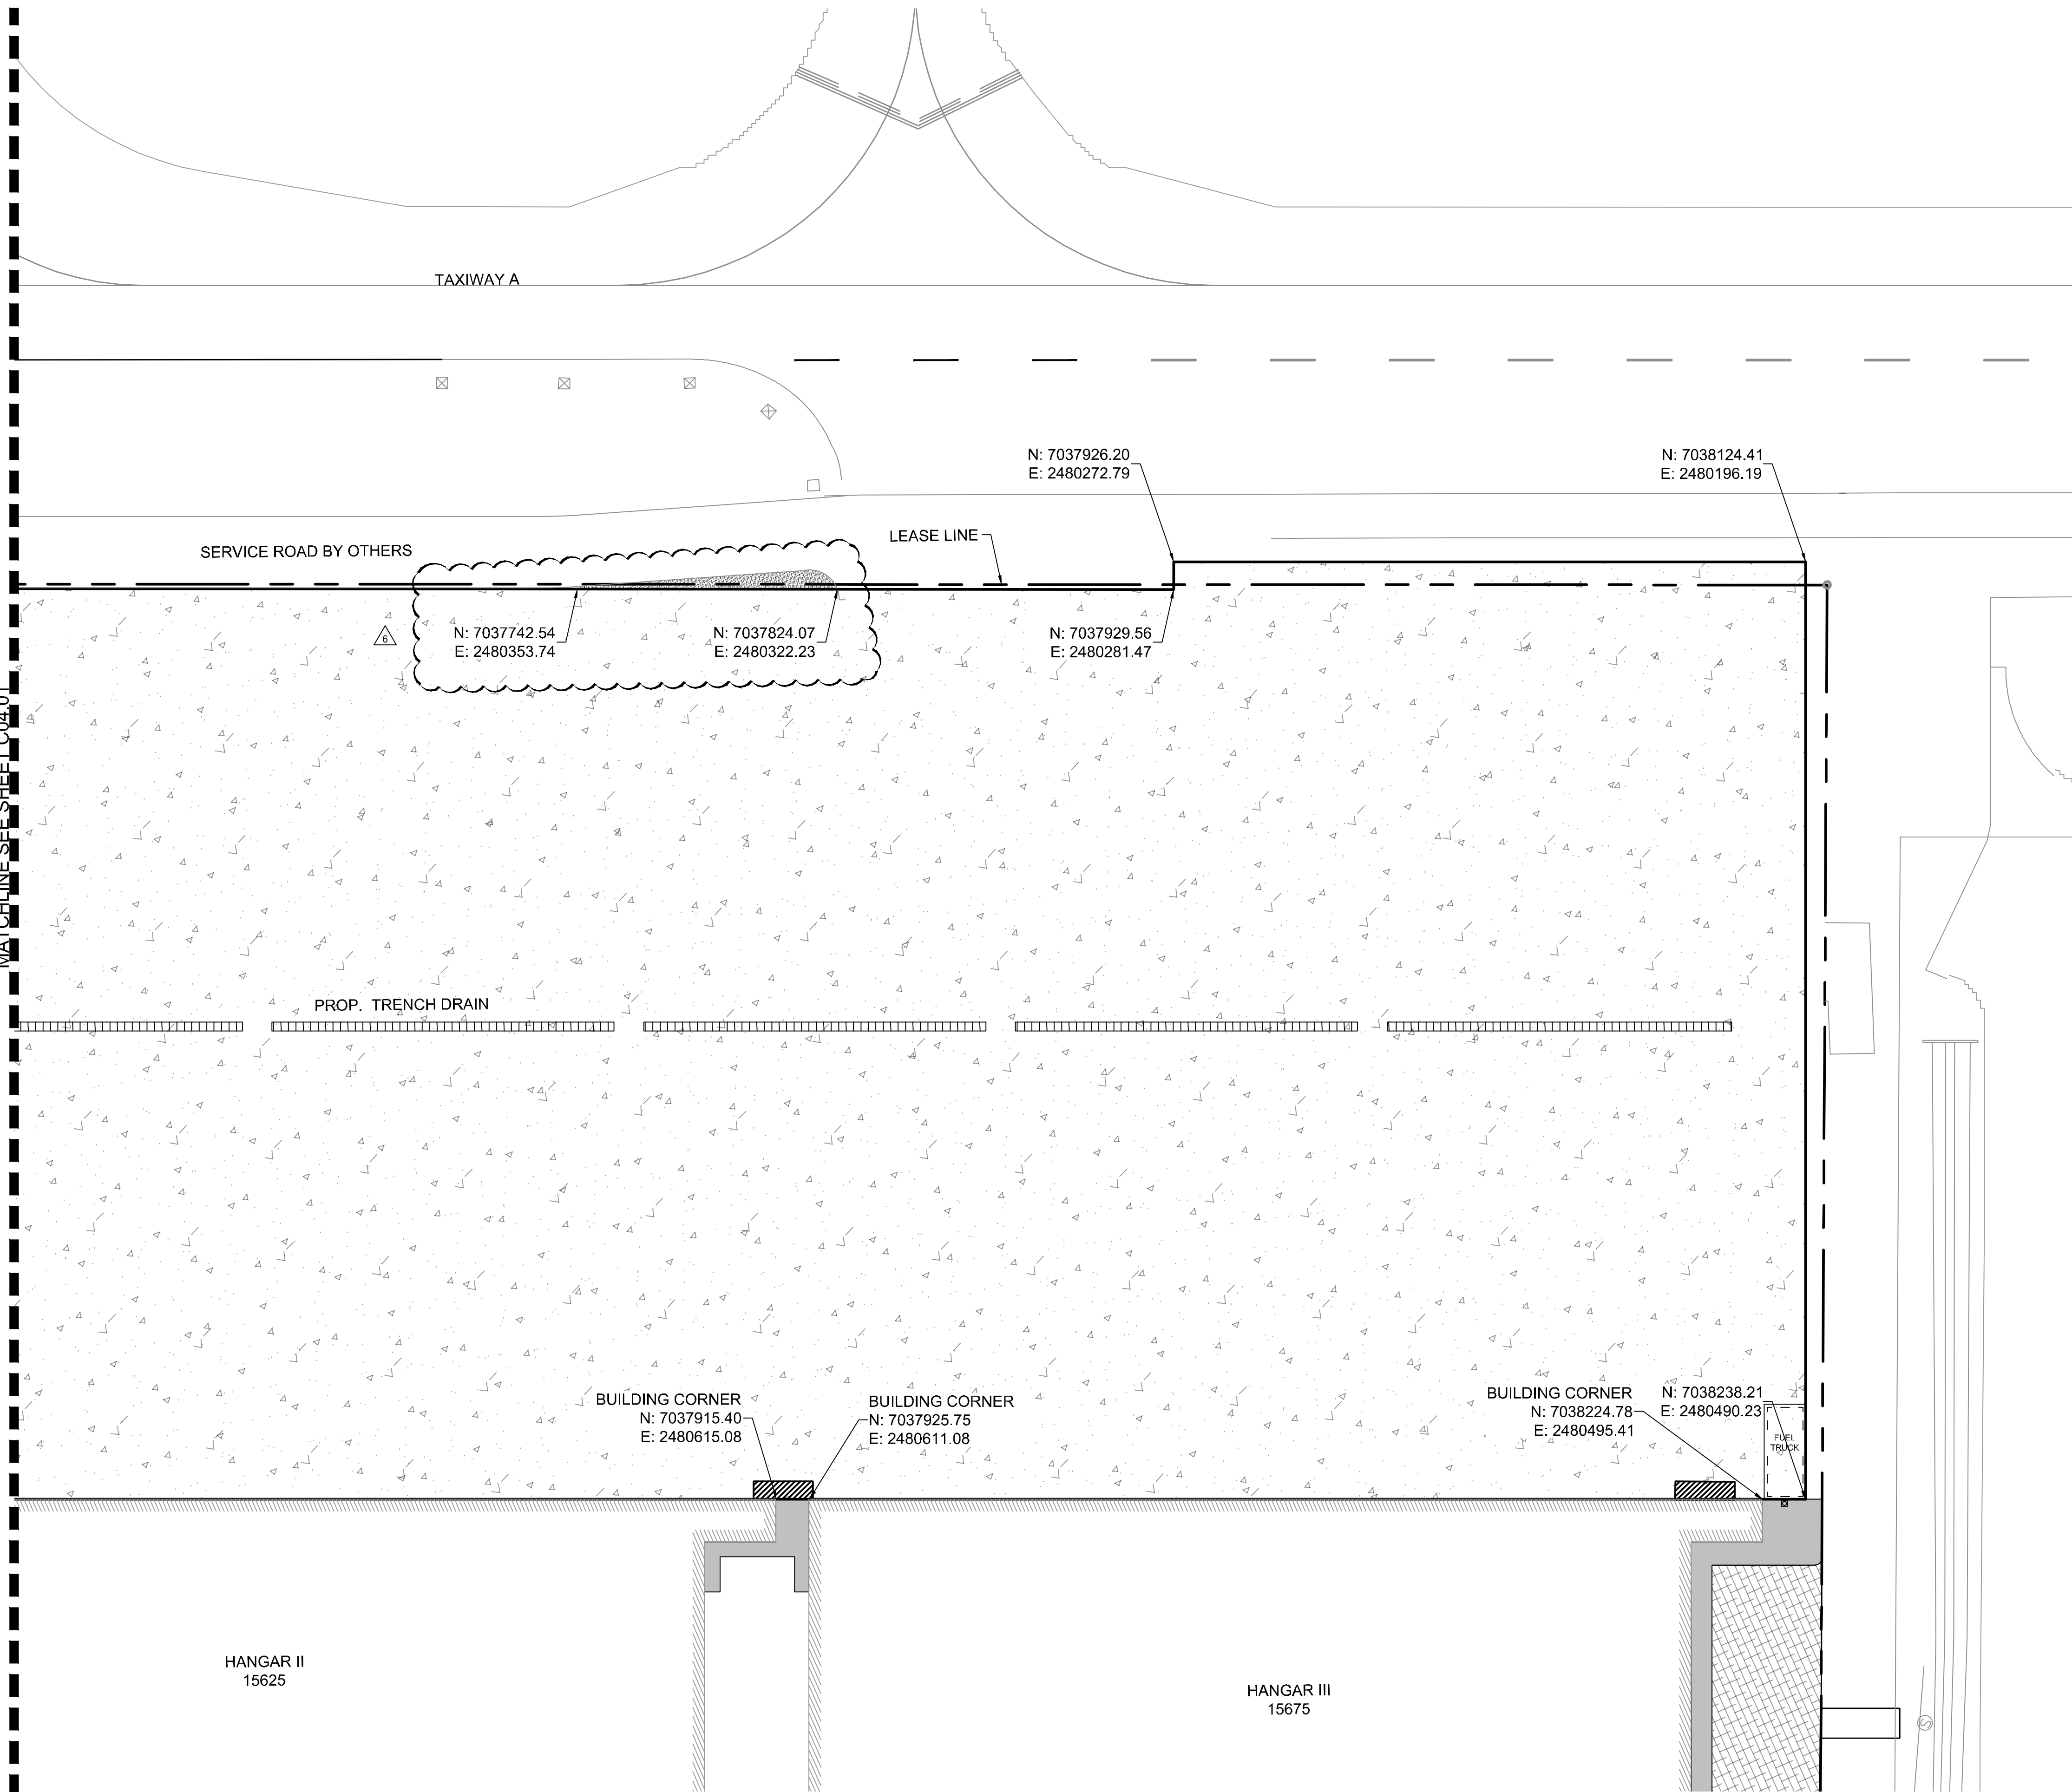 TAXIWAY A
N: 7037926.20
E: 2480272.79
N: 7038124.41
E: 2480196.19
LEASE LINE
SERVICE ROAD BY OTHERS
6
N: 7037742.54
E: 2480353.74
N: 7037824.07
E: 2480322.23
N: 7037929.56
E: 2480281.47
MATCHLINE SEE SHEET C04.01
PROP. TRENCH DRAIN
BUILDING CORNER
N: 7037915.40
E: 2480615.08
BUILDING CORNER
N: 7037925.75
E: 2480611.08
BUILDING CORNER
N: 7038224.78
E: 2480495.41
N: 7038238.21
E: 2480490.23
FUEL
TRUCK
HANGAR II
15625
HANGAR III
15675
S